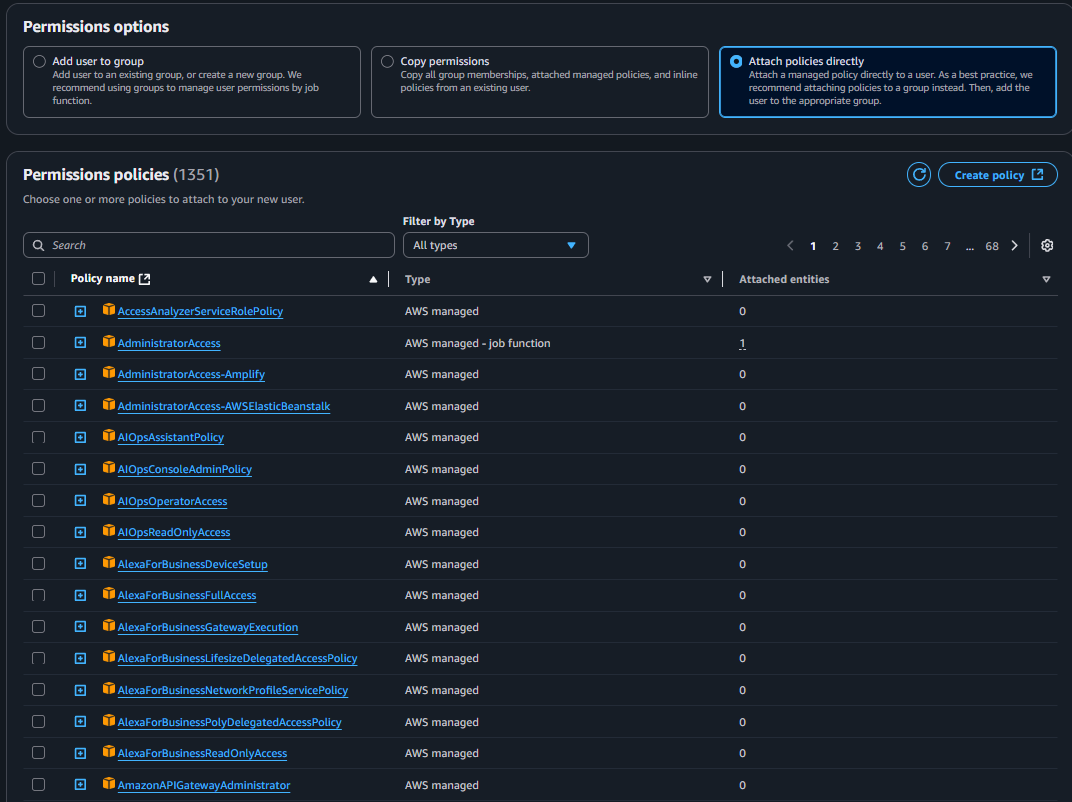 Permissions options
Add user to group
Add user to an existing group, or create a new group. We
recommend using groups to manage user permissions by job
function.
Copy permissions
Copy all group memberships, attached managed policies, and inline
policies from an existing user.
Attach policies directly
Attach a managed policy directly to a user. As a best practice, we
recommend attaching policies to a group instead. Then, add the
user to the appropriate group.
Permissions policies (1351)
Create policy
Choose one or more policies to attach to your new user.
Filter by Type
Search
All types
1 2 3 4 5 6 7 ... 68
Policy name Type Attached entities
AccessAnalyzerServiceRolePolicy AWS managed 0
AdministratorAccess AWS managed - job function 1
AdministratorAccess-Amplify AWS managed 0
AdministratorAccess-AWSElasticBeanstalk AWS managed 0
AIOpsAssistantPolicy AWS managed 0
AIOpsConsoleAdminPolicy AWS managed 0
AIOpsOperatorAccess AWS managed 0
AIOpsReadOnlyAccess AWS managed 0
AlexaForBusinessDeviceSetup AWS managed 0
AlexaForBusinessFullAccess AWS managed 0
AlexaForBusinessGatewayExecution AWS managed 0
AlexaForBusinessLifesizeDelegatedAccessPolicy AWS managed 0
AlexaForBusinessNetworkProfileServicePolicy AWS managed 0
AlexaForBusinessPolyDelegatedAccessPolicy AWS managed 0
AlexaForBusinessReadOnlyAccess AWS managed 0
AmazonAPIGatewayAdministrator AWS managed 0